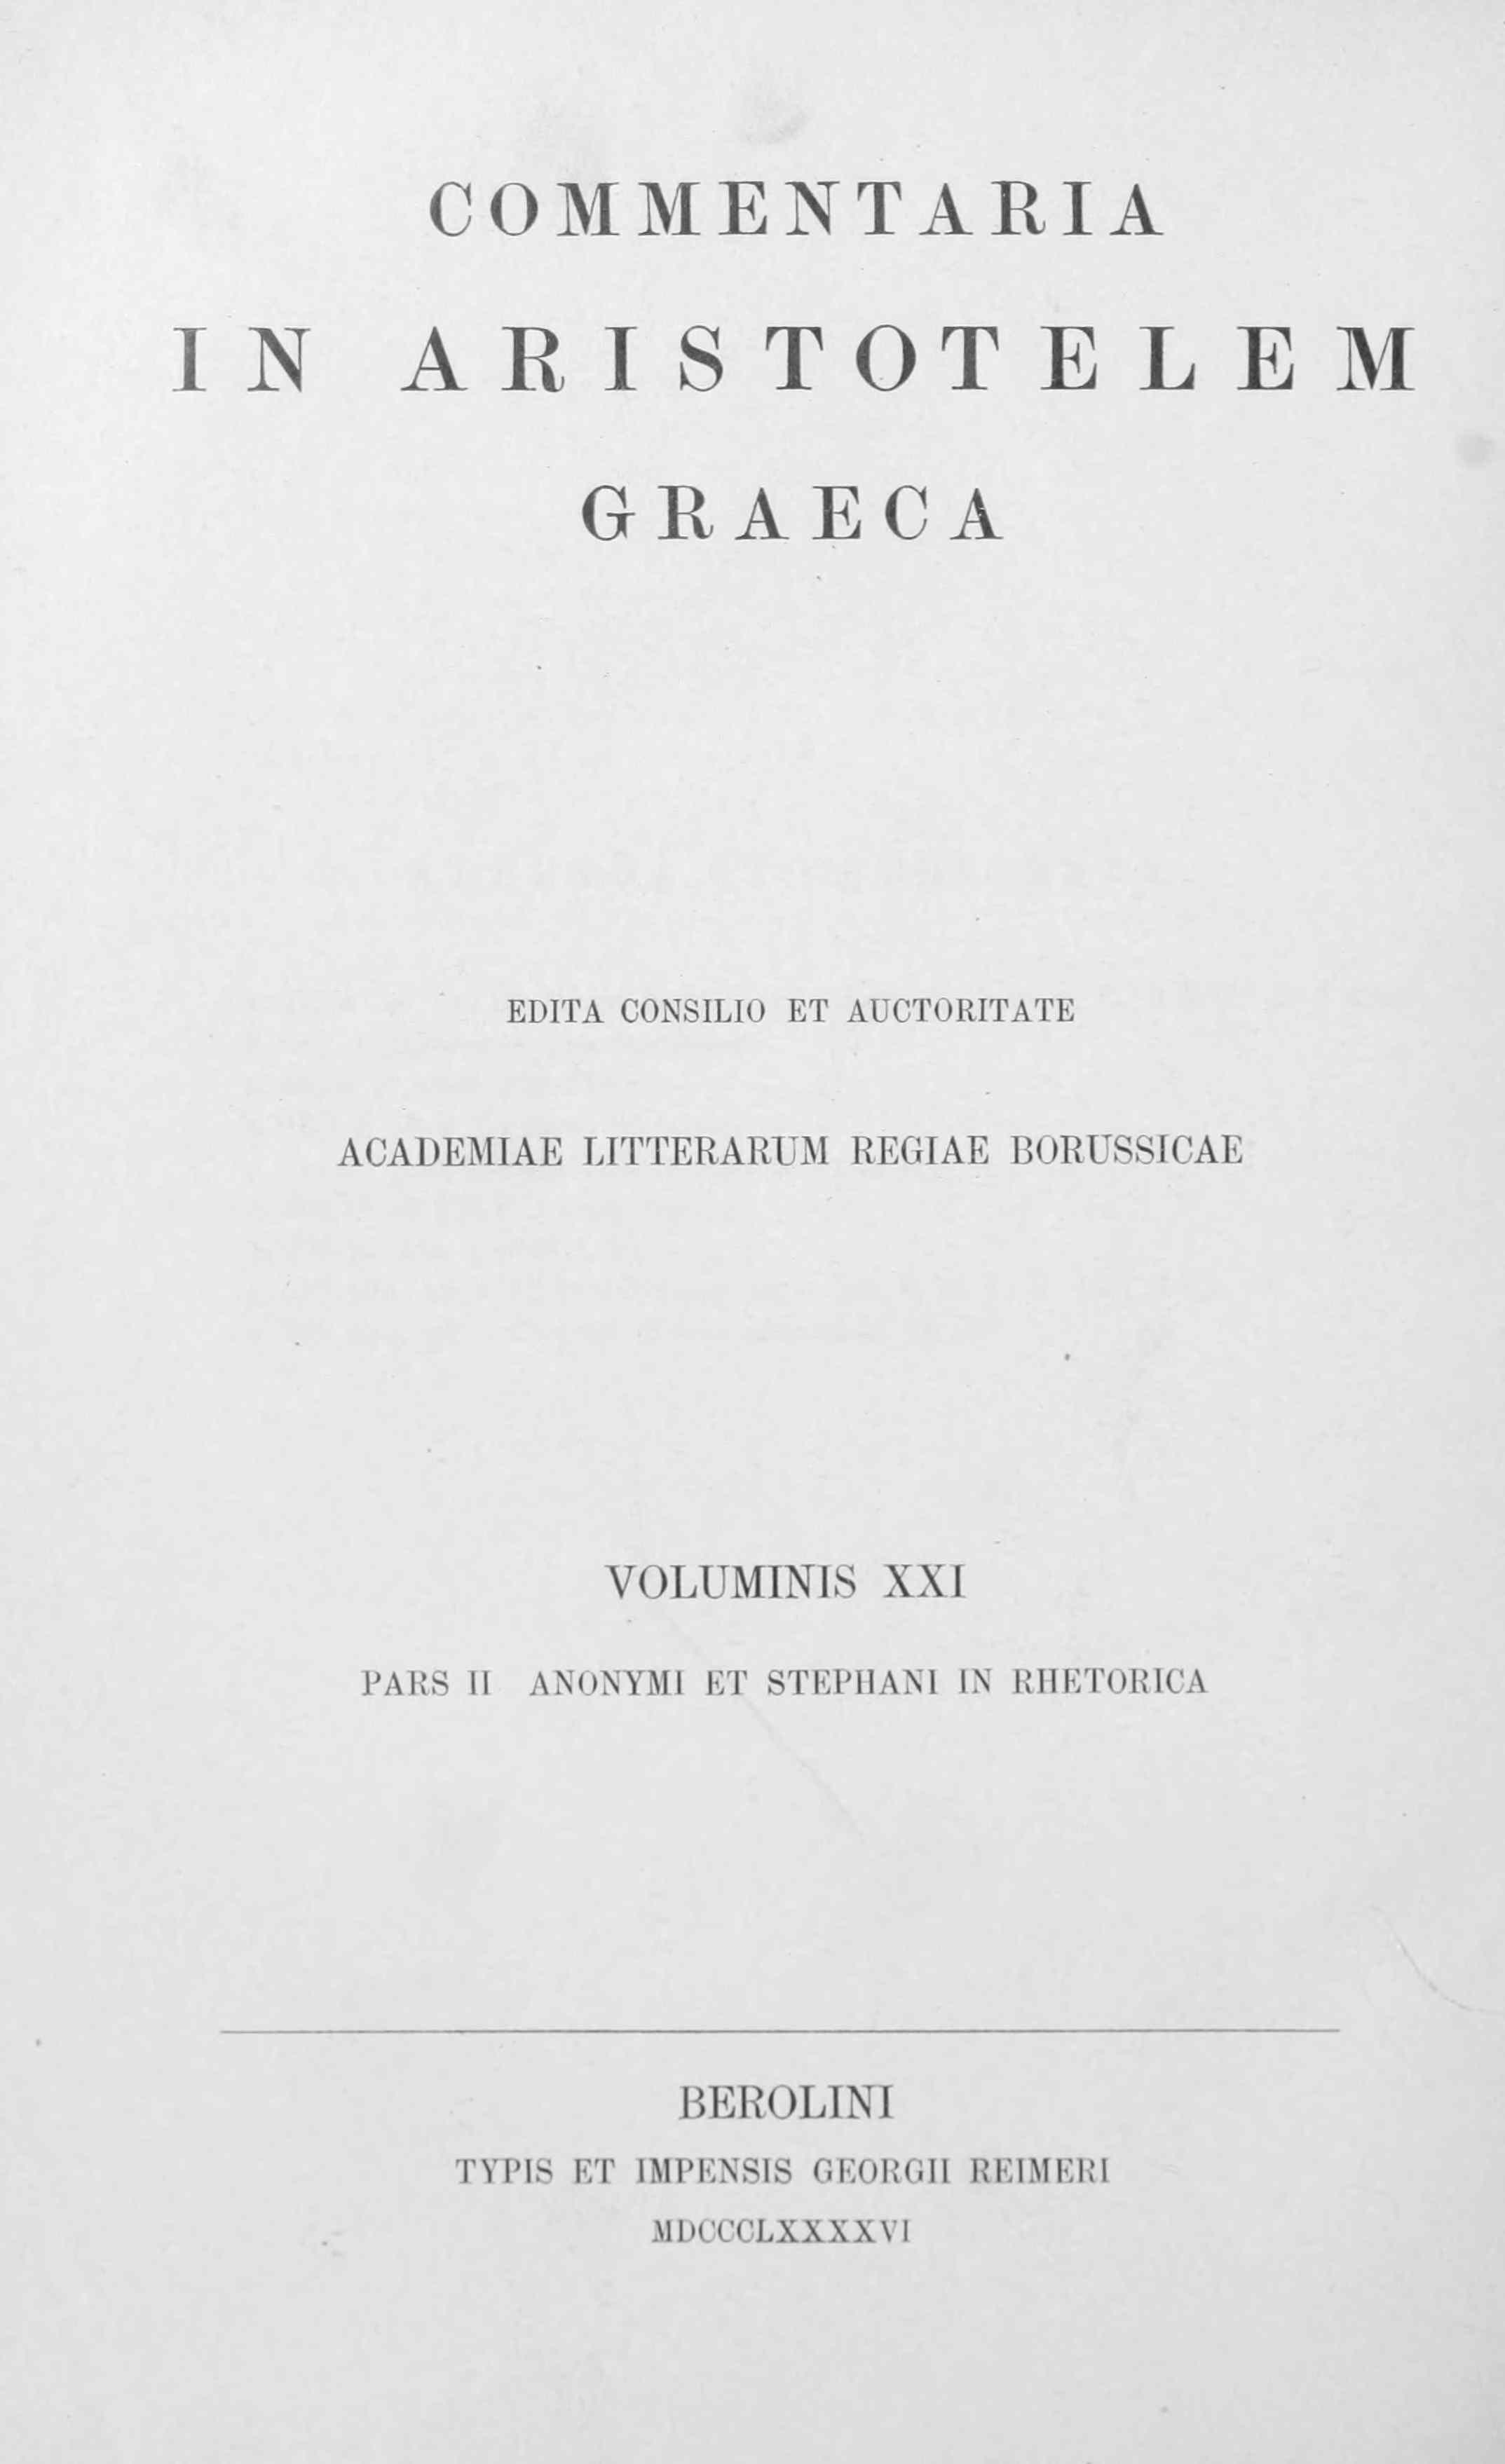 COMMENTARIA
IN ARISTOTELEM
GRAECA
EDITA CONSILIO ET AUCTORITATE
ACADEMIAE LITTERARUM REGIAE BORUSSICAE
VOLUMINIS XXI
PARS II ANONYMI ET STEPHANI IN RHETORICA
BEROLINI
TYPIS ET IMPENSIS GEORGII REIMERI
MDCCCLXXXXVI